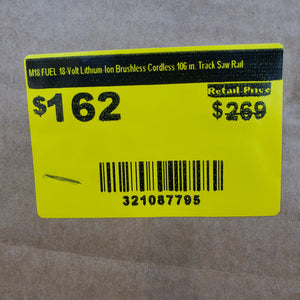 M18 FUEL 18-Volt Lithium-Ion Brushless Cordless 106 in. Track Saw Rail
Retail Price
$162
$269
321087795